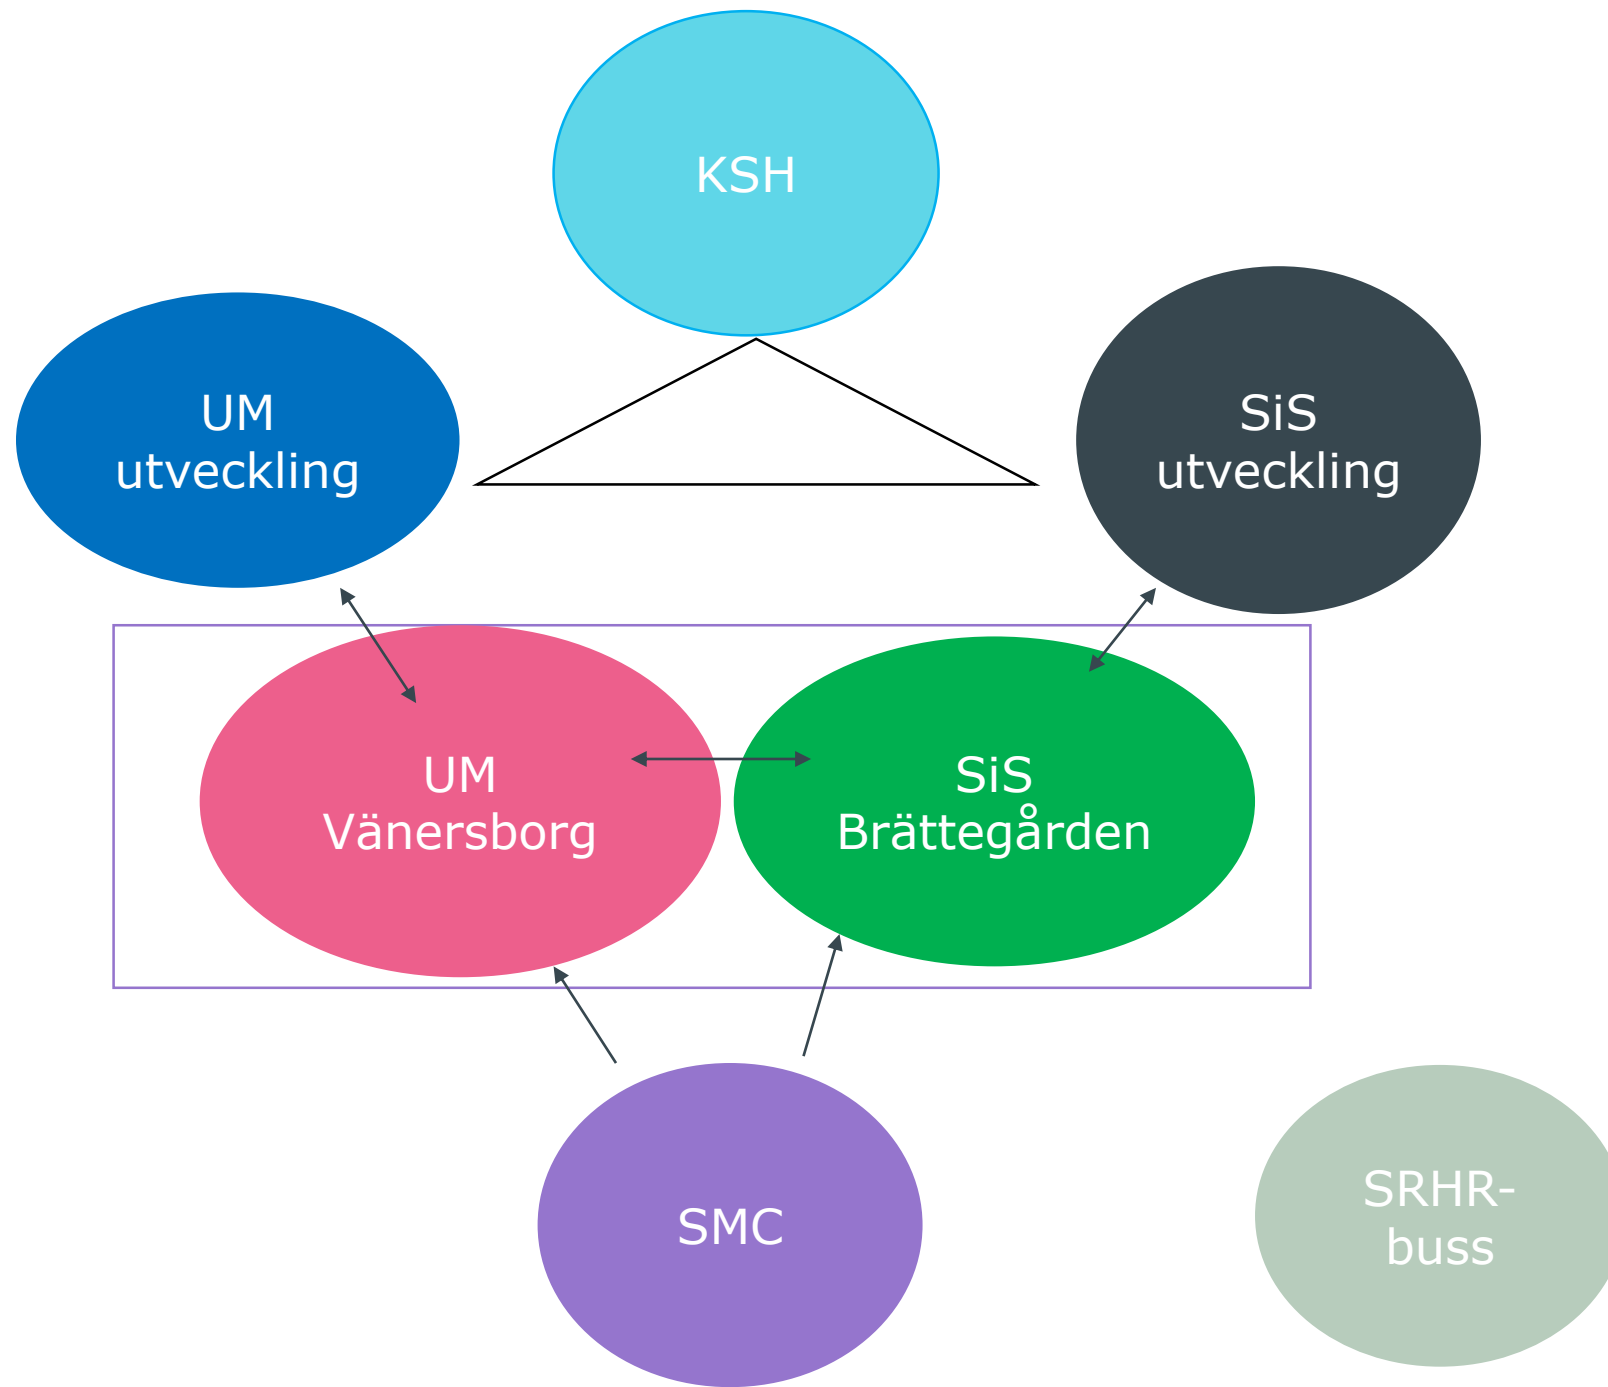 KSH
UM
utveckling
SiS
utveckling
UM
Vänersborg
SiS
Brättegården
SMC
SRHR-
buss